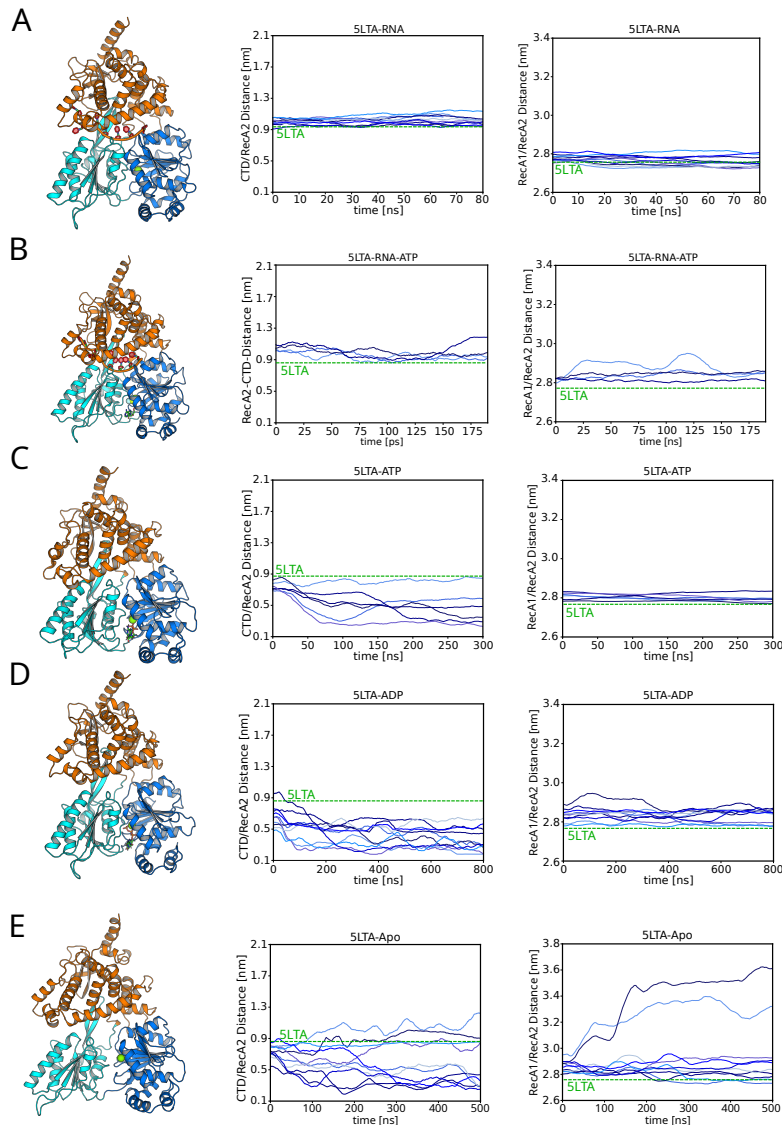 A
5LTA-RNA
CTD/RecA2 Distance [nm]
2.1
1.7
1.3
0.9
0.5
0.1
5LTA
0 10 20 30 40 50 60 70 80
time [ns]
5LTA-RNA
RecA1/RecA2 Distance [nm]
3.4
3.2
3.0
2.8
2.6
5LTA
0 10 20 30 40 50 60 70 80
time [ns]
B
5LTA-RNA-ATP
RecA2-CTD-Distance [nm]
2.1
1.7
1.3
0.9
0.5
0.1
5LTA
0 25 50 75 100 125 150 175
time [ps]
5LTA-RNA-ATP
RecA1/RecA2 Distance [nm]
3.4
3.2
3.0
2.8
2.6
5LTA
0 25 50 75 100 125 150 175
time [ns]
C
5LTA-ATP
CTD/RecA2 Distance [nm]
2.1
1.7
1.3
0.9
0.5
0.1
5LTA
0 50 100 150 200 250 300
time [ns]
5LTA-ATP
RecA1/RecA2 Distance [nm]
3.4
3.2
3.0
2.8
2.6
5LTA
0 50 100 150 200 250 300
time [ns]
D
5LTA-ADP
CTD/RecA2 Distance [nm]
2.1
1.7
1.3
0.9
0.5
0.1
5LTA
0 200 400 600 800
time [ns]
5LTA-ADP
RecA1/RecA2 Distance [nm]
3.4
3.2
3.0
2.8
2.6
5LTA
0 200 400 600 800
time [ns]
E
5LTA-Apo
CTD/RecA2 Distance [nm]
2.1
1.7
1.3
0.9
0.5
0.1
5LTA
0 100 200 300 400 500
time [ns]
5LTA-Apo
RecA1/RecA2 Distance [nm]
3.8
3.6
3.4
3.2
3.0
2.8
2.6
5LTA
0 100 200 300 400 500
time [ns]